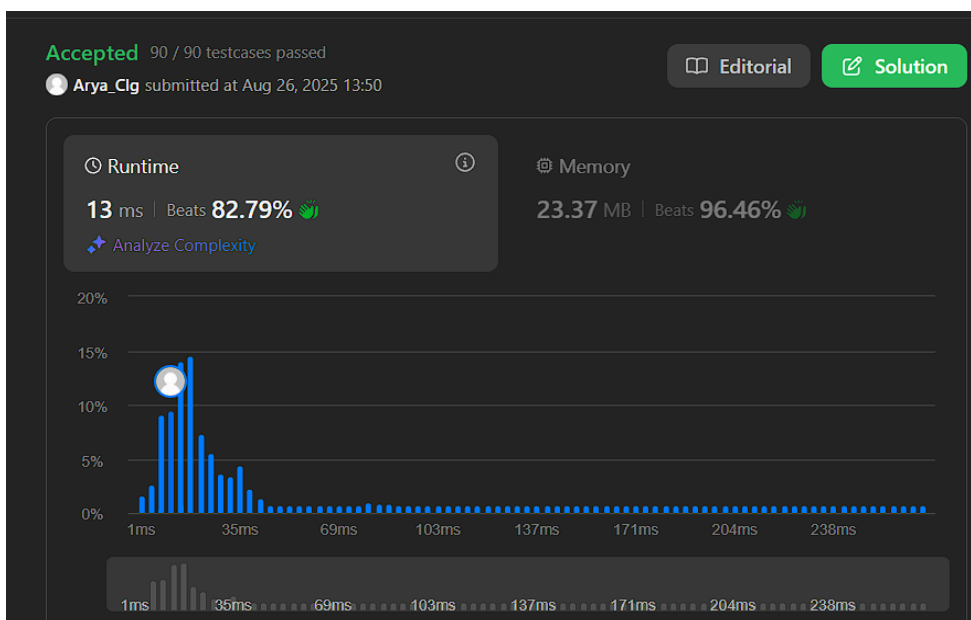 Accepted 90 / 90 testcases passed
Editorial
Solution
Arya_Clg submitted at Aug 26, 2025 13:50
Runtime
Memory
13 ms | Beats 82.79%
23.37 MB | Beats 96.46%
Analyze Complexity
20%
15%
10%
5%
0%
1ms 35ms 69ms 103ms 137ms 171ms 204ms 238ms
1ms 35ms 69ms 103ms 137ms 171ms 204ms 238ms